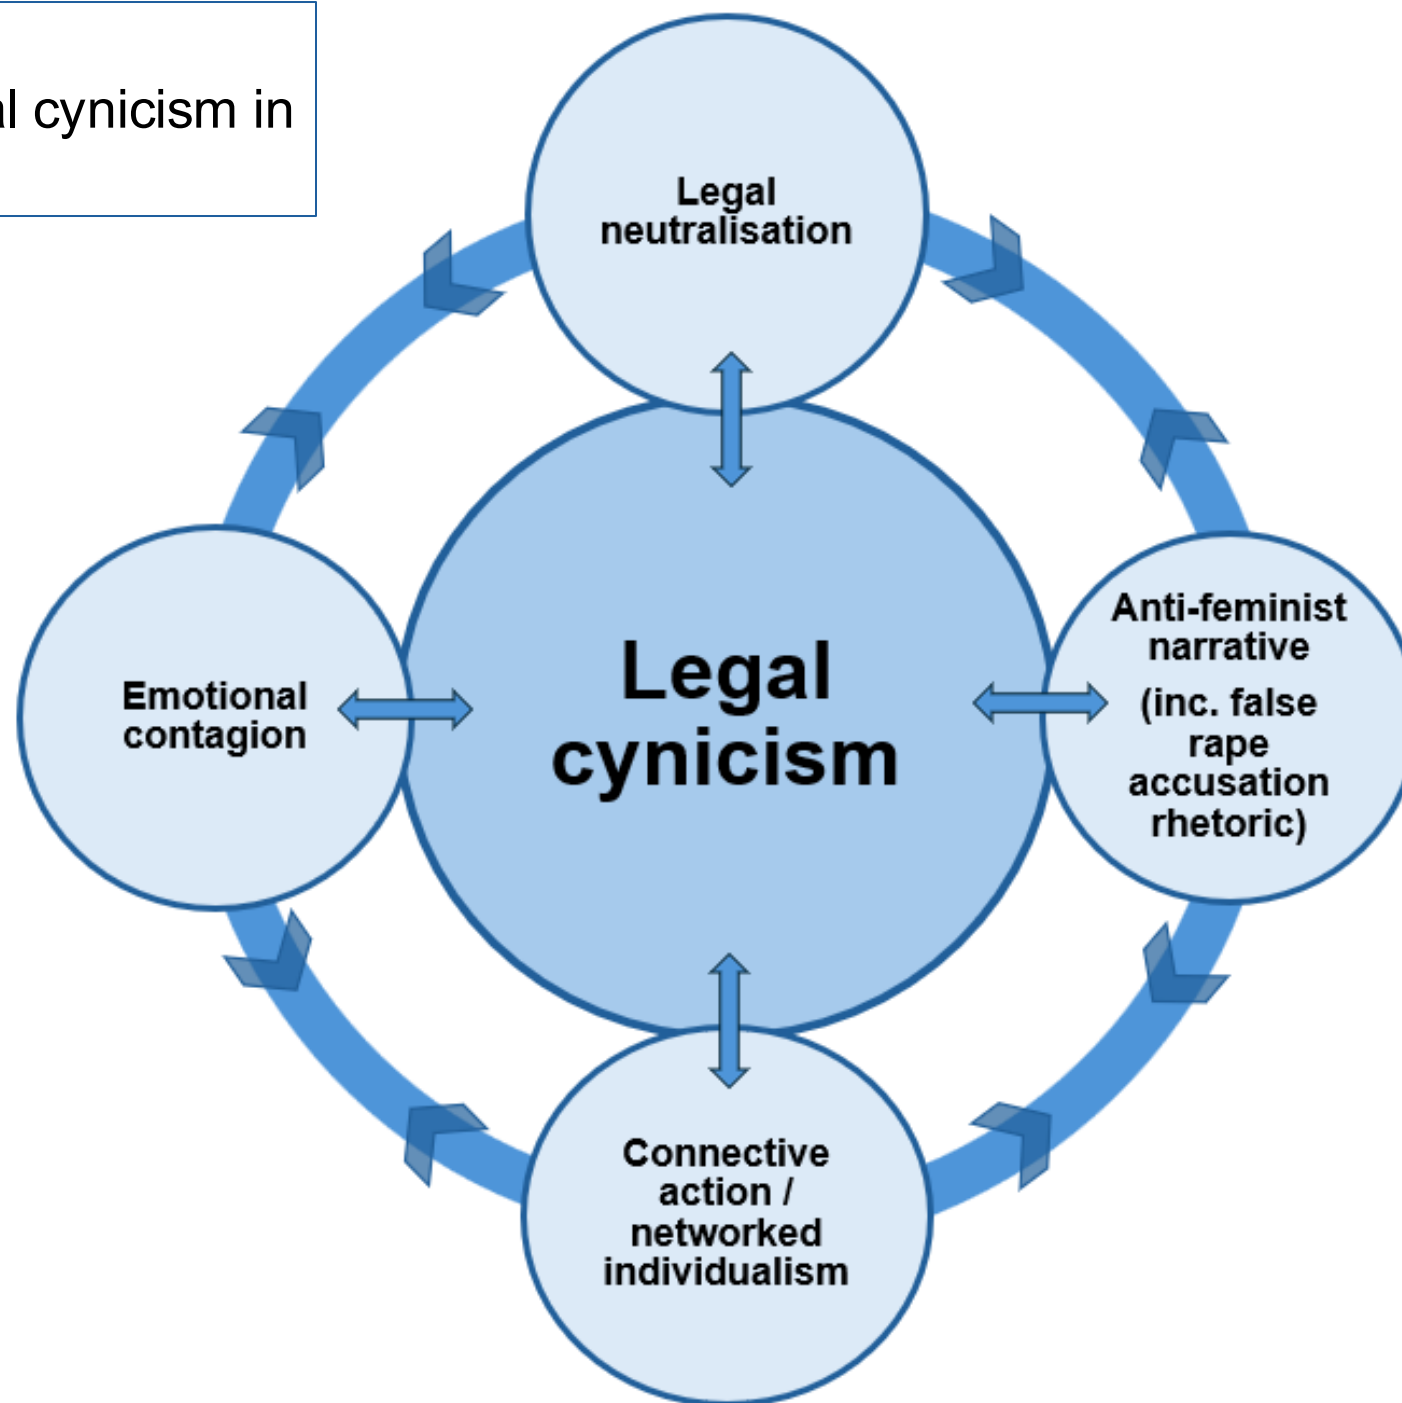 cynicism in
Legal
neutralisation
Anti-feminist
narrative
(inc. false
rape
accusation
rhetoric)
Emotional
contagion
Legal
cynicism
Connective
action /
networked
individualism